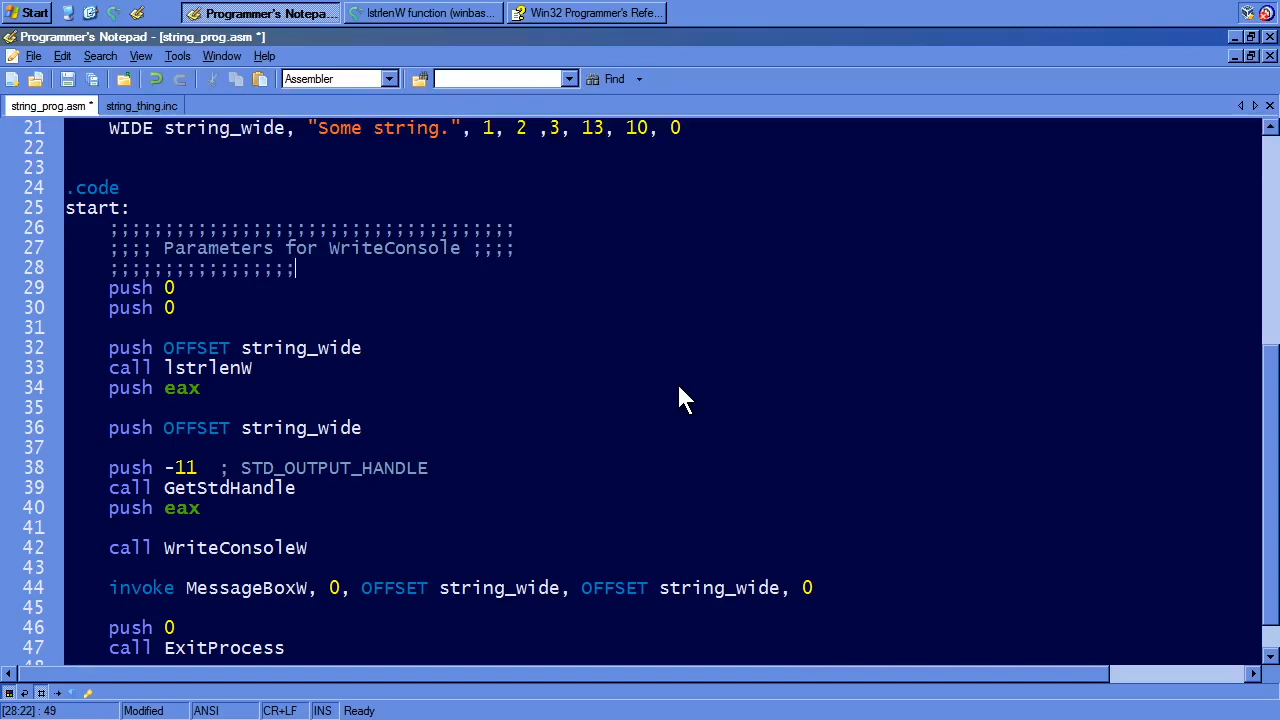 Start
Programmer's Notepa...
lstrlenW function (winbas...
Win32 Programmer's Refe...
Programmer's Notepad - [string_prog.asm *]
File Edit Search View Tools Window Help
Assembler
Find
string_prog.asm *
string_thing.inc
21 WIDE string_wide, "Some string.", 1, 2 ,3, 13, 10, 0
22
23
24 .code
25 start:
26 ;;;;;;;;;;;;;;;;;;;;;;;;;;;;;;;;;;;;;
27 ;;;; Parameters for WriteConsole ;;;;
28 ;;;;;;;;;;;;;;;;;
29 push 0
30 push 0
31
32 push OFFSET string_wide
33 call lstrlenW
34 push eax
35
36 push OFFSET string_wide
37
38 push -11 ; STD_OUTPUT_HANDLE
39 call GetStdHandle
40 push eax
41
42 call WriteConsoleW
43
44 invoke MessageBoxW, 0, OFFSET string_wide, OFFSET string_wide, 0
45
46 push 0
47 call ExitProcess
48
[28:22] : 49
Modified
ANSI
CR+LF
INS
Ready